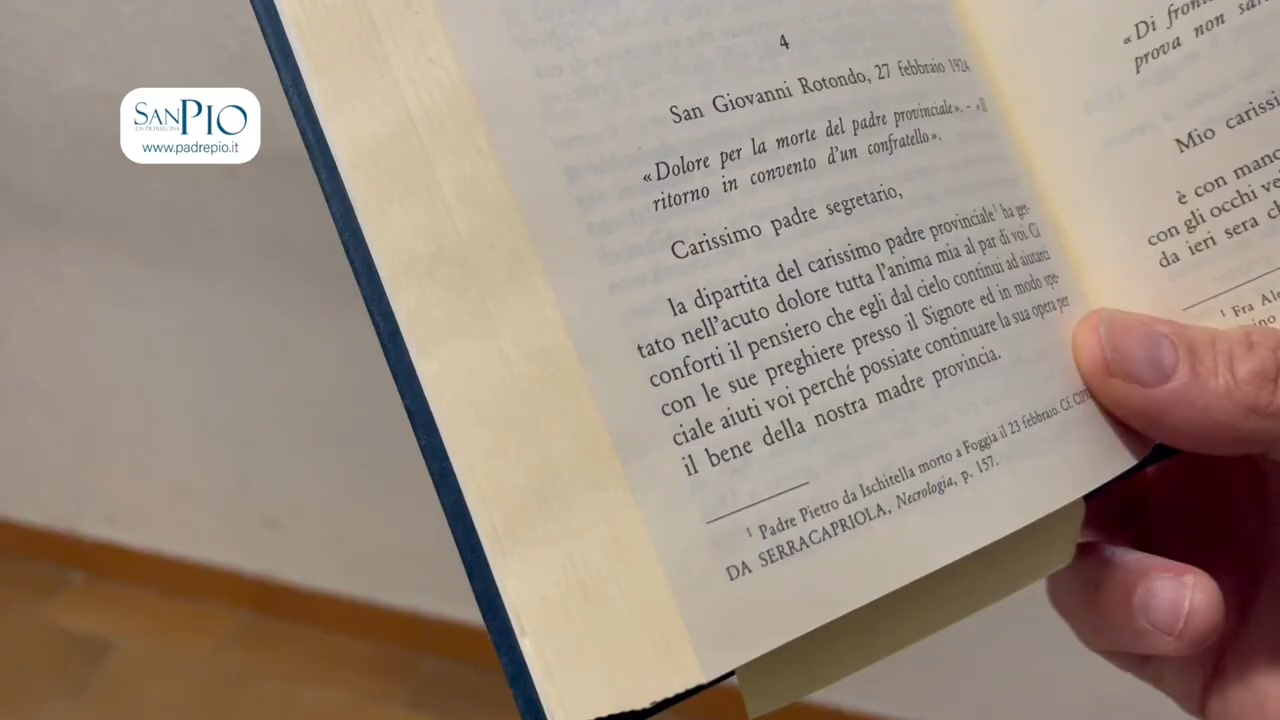 SANPIO
DA PIETRELCINA
www.padrepio.it
4
San Giovanni Rotondo, 27 febbraio 1924
«Dolore per la morte del padre provinciale». - «Il
ritorno in convento d'un confratello».
Carissimo padre segretario,
la dipartita del carissimo padre provinciale¹ ha get-
tato nell'acuto dolore tutta l'anima mia al par di voi. Ci
conforti il pensiero che egli dal cielo continui ad aiutarci
con le sue preghiere presso il Signore ed in modo spe-
ciale aiuti voi perché possiate continuare la sua opera per
il bene della nostra madre provincia.
¹ Padre Pietro da Ischitella morto a Foggia il 23 febbraio. Cf.
DA SERRACAPRIOLA, Necrologia, p. 157.
«Di
prova non
Mio
è con
con gli occhi
da ieri sera
¹ Fra